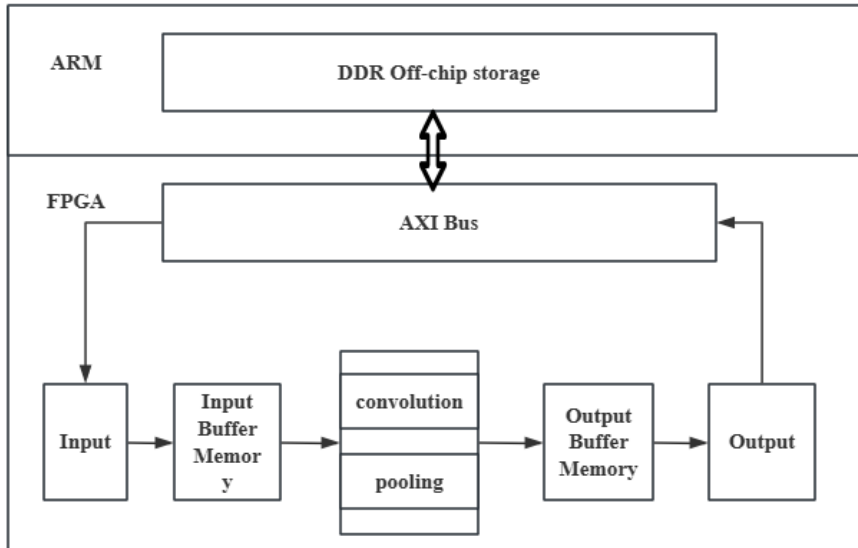 ARM
DDR Off-chip storage
FPGA
AXI Bus
Input
Input
Buffer
Memor
y
convolution
pooling
Output
Buffer
Memory
Output